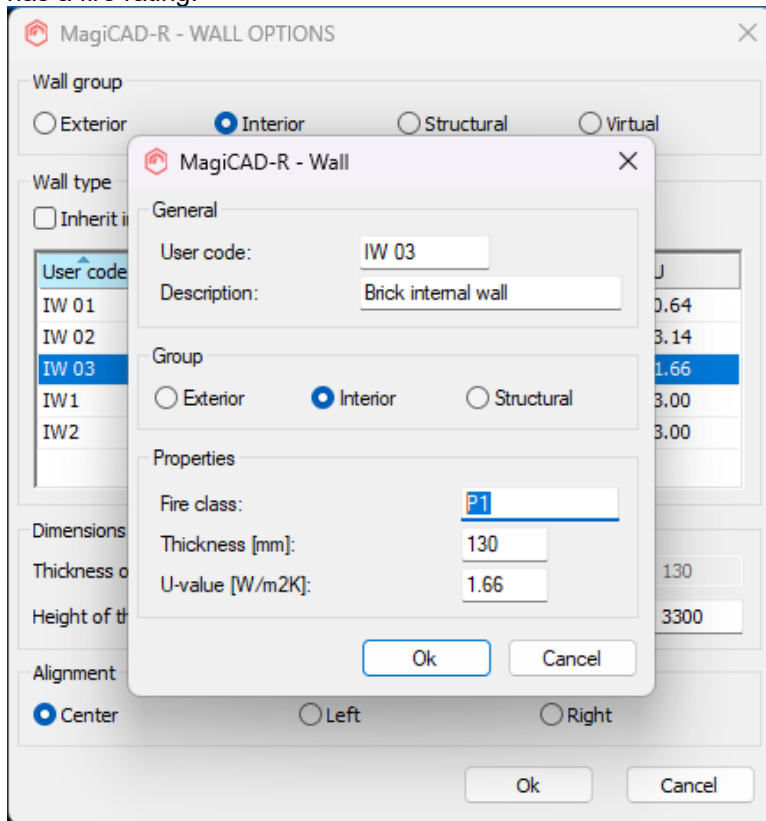 MagiCAD-R - WALL OPTIONS
Wall group
Exterior Interior Structural Virtual
Wall type
Inherit
User code U
IW 01 0.64
IW 02 3.14
IW 03 1.66
IW1 3.00
IW2 3.00
Dimensions
Thickness 130
Height of 3300
Alignment
Center Left Right
Ok Cancel
MagiCAD-R - Wall
General
User code: IW 03
Description: Brick internal wall
Group
Exterior Interior Structural
Properties
Fire class: P1
Thickness [mm]: 130
U-value [W/m2K]: 1.66
Ok Cancel